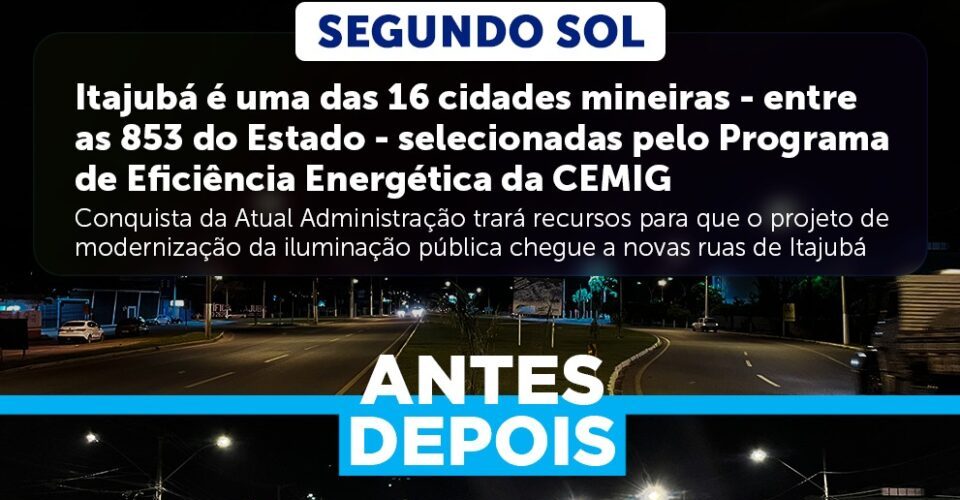 SEGUNDO SOL
Itajubá é uma das 16 cidades mineiras - entre
as 853 do Estado - selecionadas pelo Programa
de Eficiência Energética da CEMIG
Conquista da Atual Administração trará recursos para que o projeto de
modernização da iluminação pública chegue a novas ruas de Itajubá
ANTES
DEPOIS